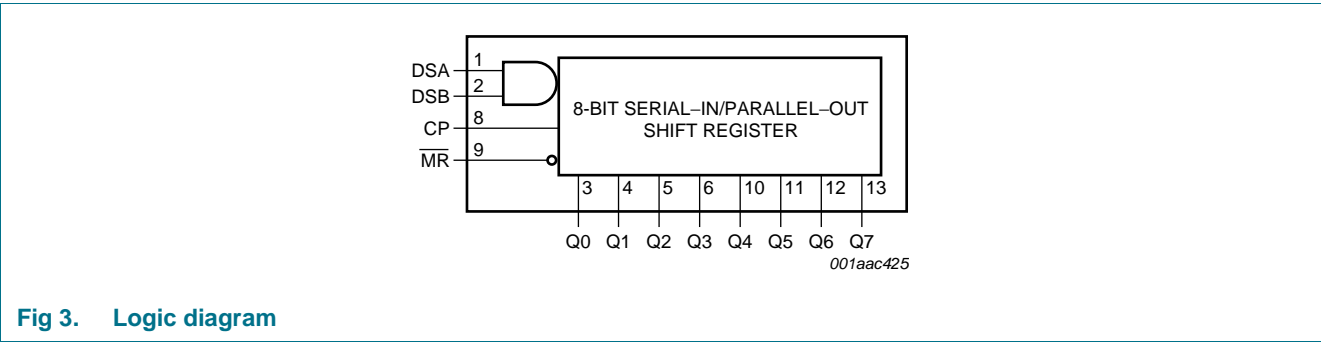 DSA 1
DSB 2
CP 8
M̅R̅ 9
8-BIT SERIAL–IN/PARALLEL–OUT
SHIFT REGISTER
3 4 5 6 10 11 12 13
Q0 Q1 Q2 Q3 Q4 Q5 Q6 Q7
001aac425
Fig 3. Logic diagram